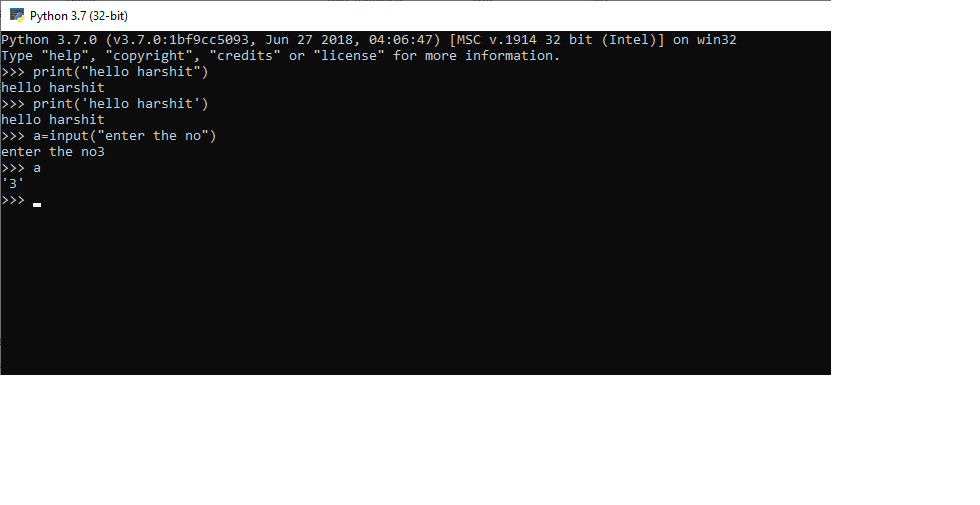 Python 3.7 (32-bit)
Python 3.7.0 (v3.7.0:1bf9cc5093, Jun 27 2018, 04:06:47) [MSC v.1914 32 bit (Intel)] on win32
Type "help", "copyright", "credits" or "license" for more information.
>>> print("hello harshit")
hello harshit
>>> print('hello harshit')
hello harshit
>>> a=input("enter the no")
enter the no3
>>> a
'3'
>>>